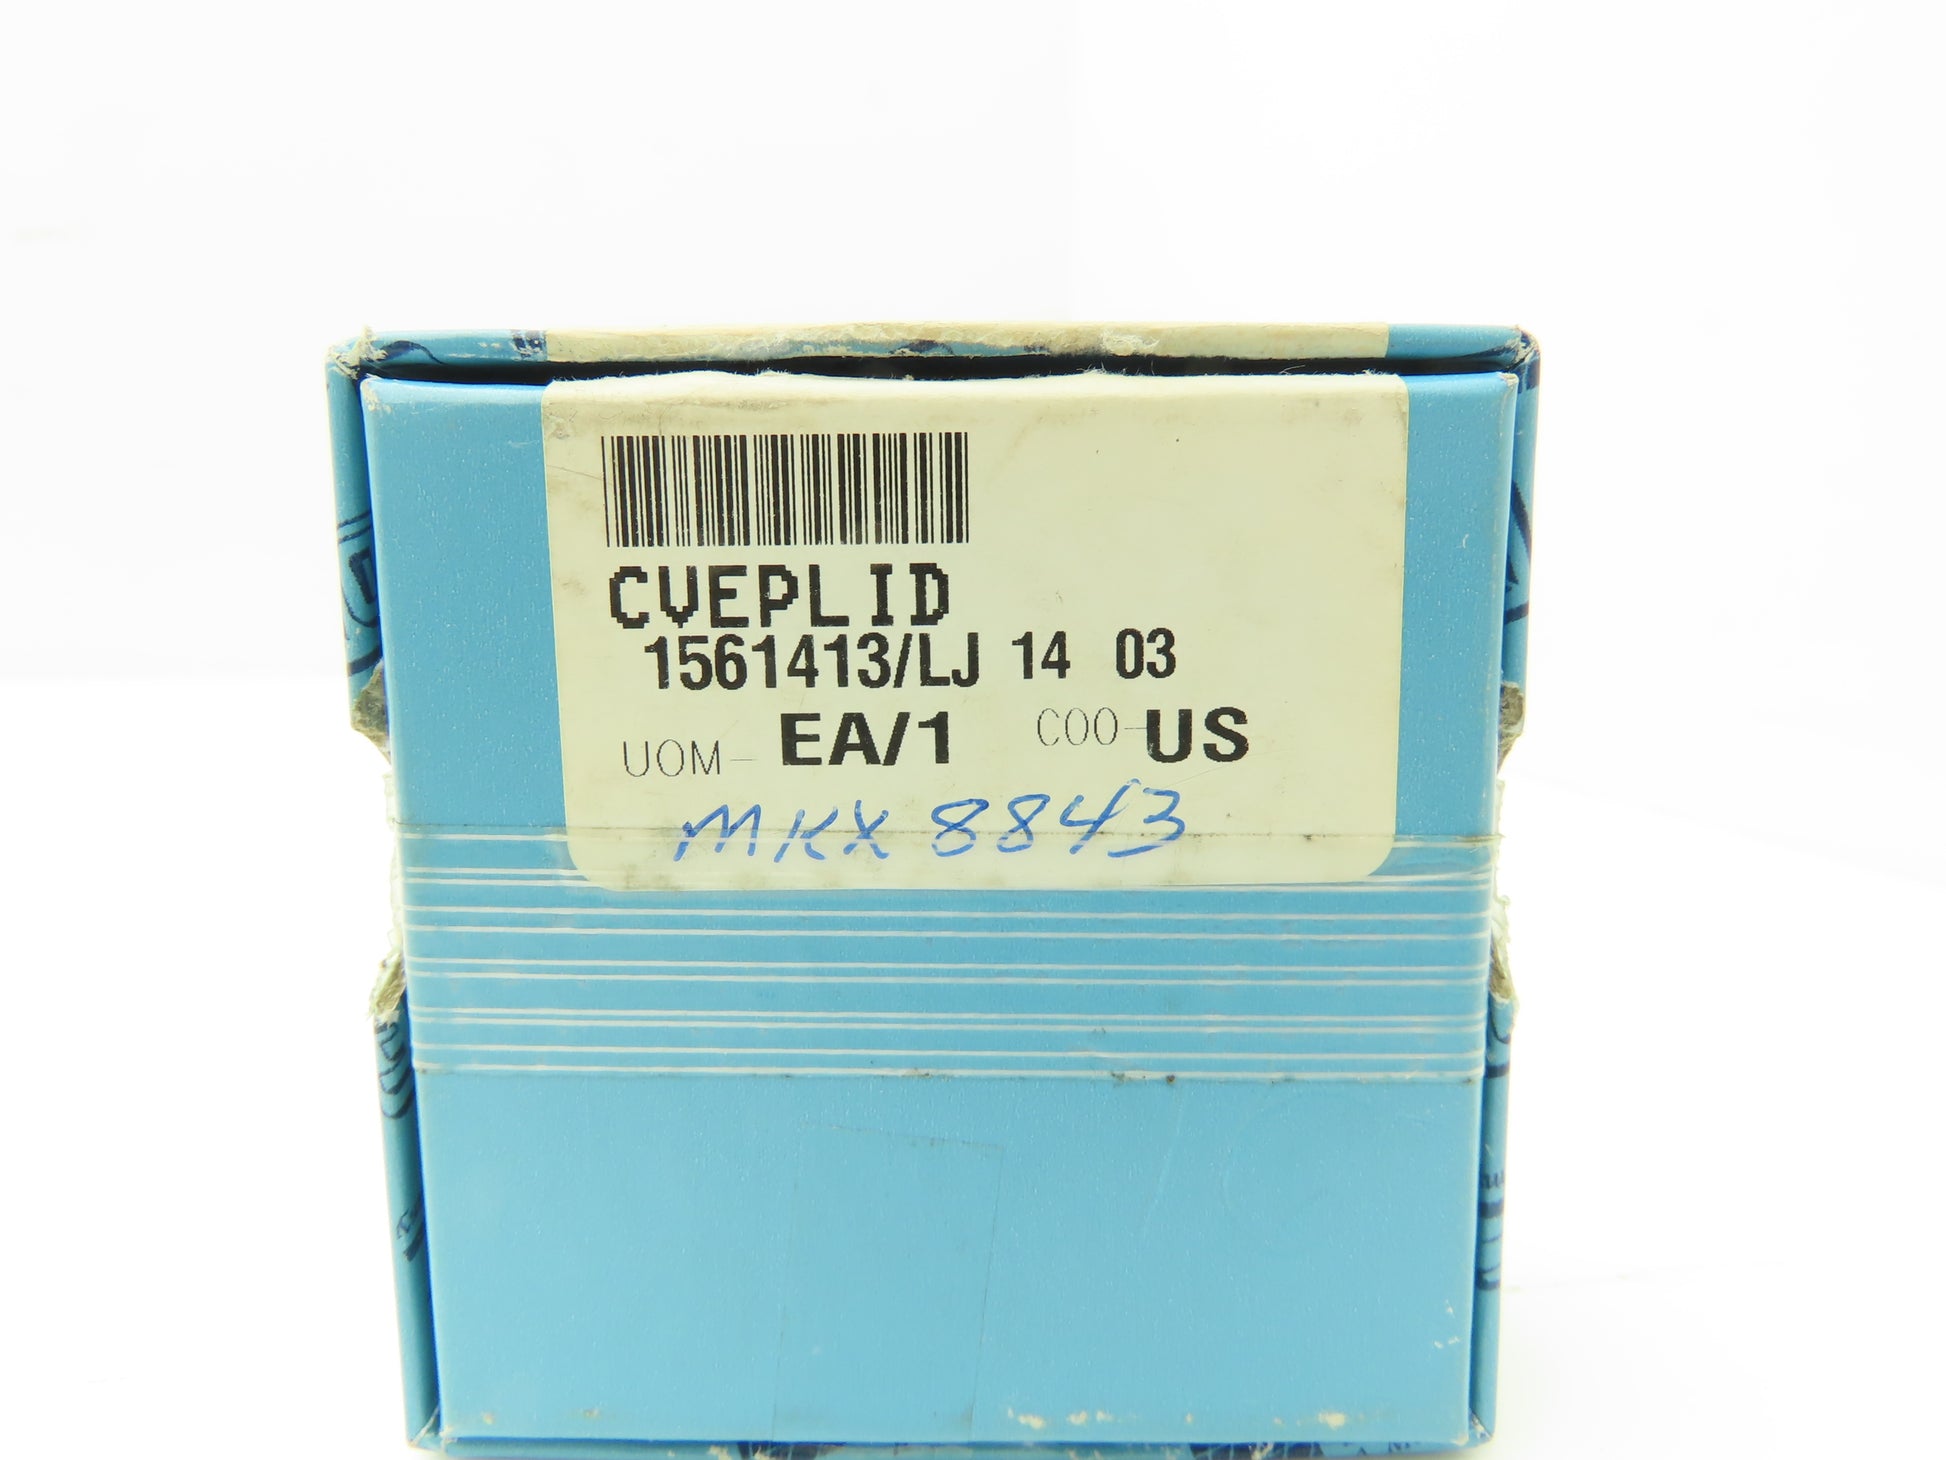 CVEPLID
1561413/LJ 14 03
UOM- EA/1 COO-US
MKX 8843